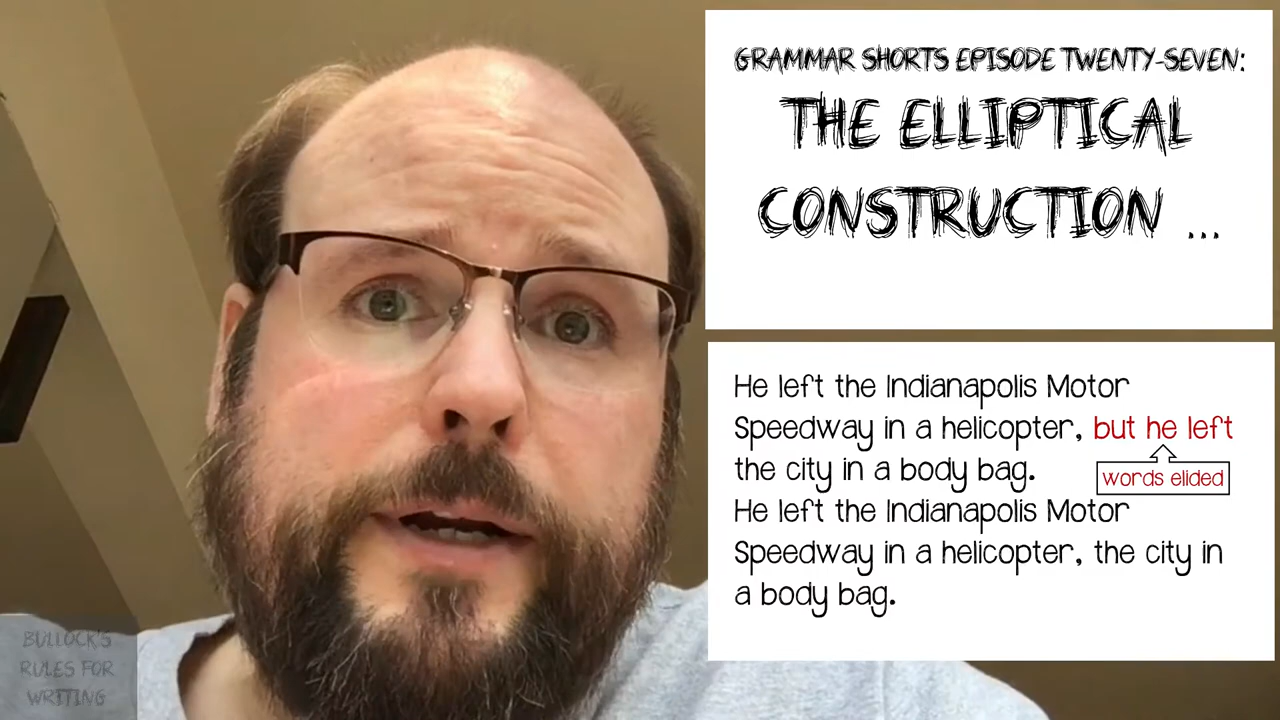 GRAMMAR SHORTS EPISODE TWENTY-SEVEN:
THE ELLIPTICAL
CONSTRUCTION ...
He left the Indianapolis Motor
Speedway in a helicopter, but he left
the city in a body bag.
words elided
He left the Indianapolis Motor
Speedway in a helicopter, the city in
a body bag.
BULLOCK'S
RULES FOR
WRITING